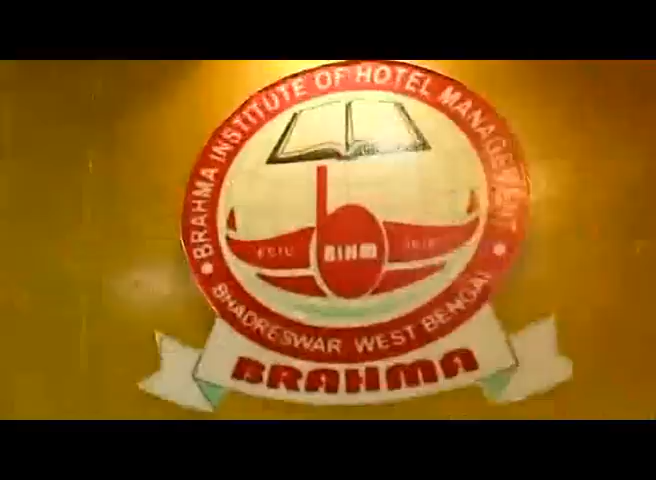 BRAHMA INSTITUTE OF HOTEL MANAGEMENT
BIHM
BHADRESWAR WEST BENGAL
BRAHMA